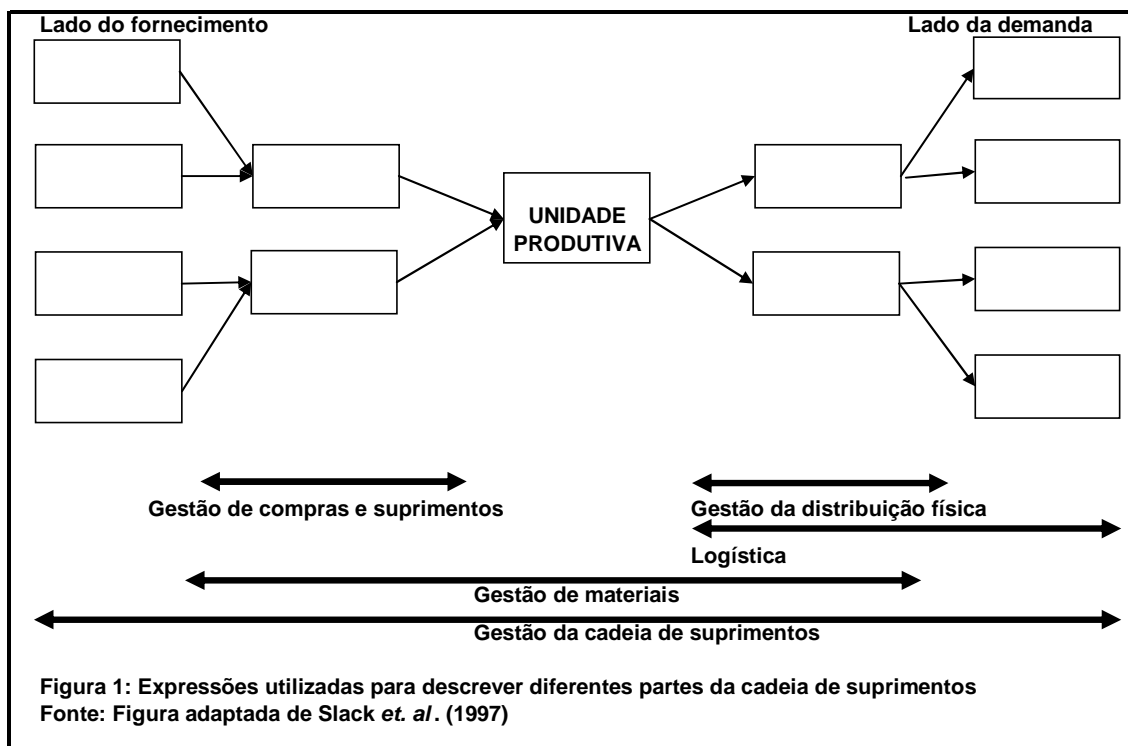 Lado do fornecimento
Lado da demanda
UNIDADE
PRODUTIVA
Gestão de compras e suprimentos
Gestão da distribuição física
Logística
Gestão de materiais
Gestão da cadeia de suprimentos
Figura 1: Expressões utilizadas para descrever diferentes partes da cadeia de suprimentos
Fonte: Figura adaptada de Slack et. al. (1997)